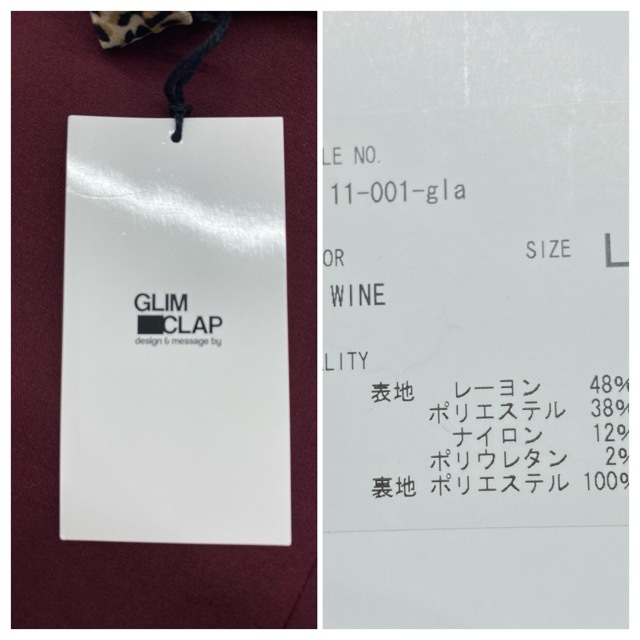 GLIM
CLAP
design & message by
LE NO.
11-001-gla
OR
SIZE L
WINE
LITY
表地 レーヨン 48%
ポリエステル 38%
ナイロン 12%
ポリウレタン 2%
裏地 ポリエステル 100%